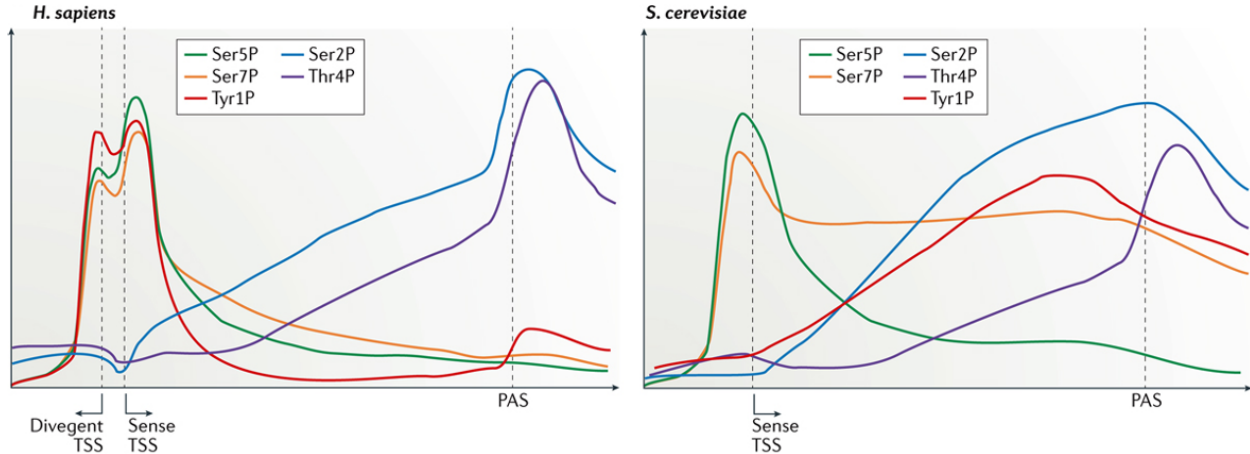 H. sapiens
Ser5P
Ser2P
Ser7P
Thr4P
Tyr1P
PAS
Divegent
TSS
Sense
TSS
S. cerevisiae
Ser5P
Ser2P
Ser7P
Thr4P
Tyr1P
PAS
Sense
TSS